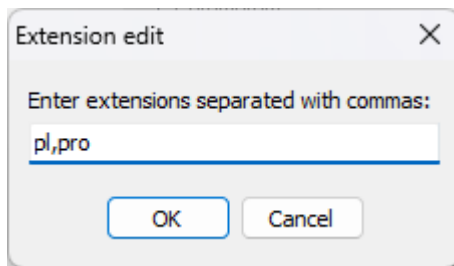 Extension edit
Enter extensions separated with commas:
pl,pro
OK Cancel